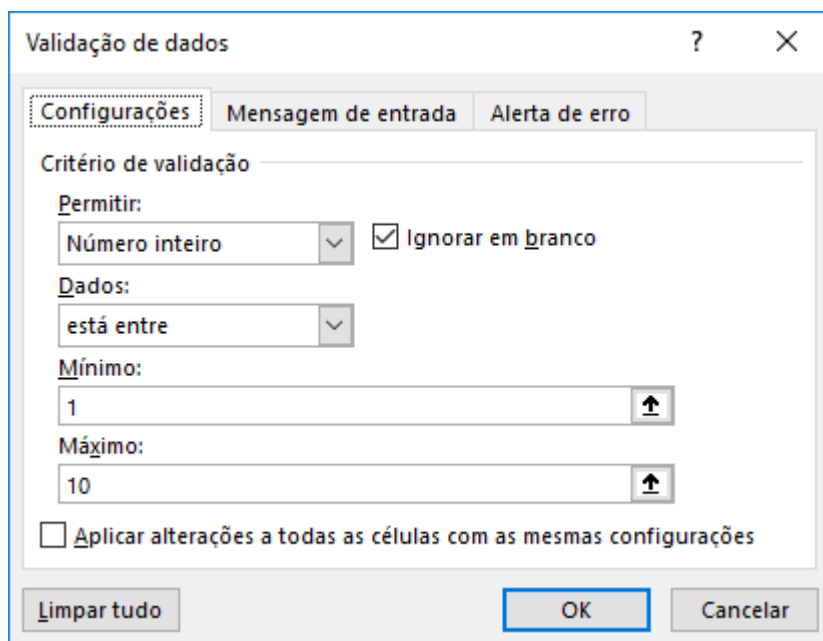 Validação de dados ?
Configurações Mensagem de entrada Alerta de erro
Critério de validação
Permitir:
Número inteiro Ignorar em branco
Dados:
está entre
Mínimo:
1
Máximo:
10
Aplicar alterações a todas as células com as mesmas configurações
Limpar tudo OK Cancelar